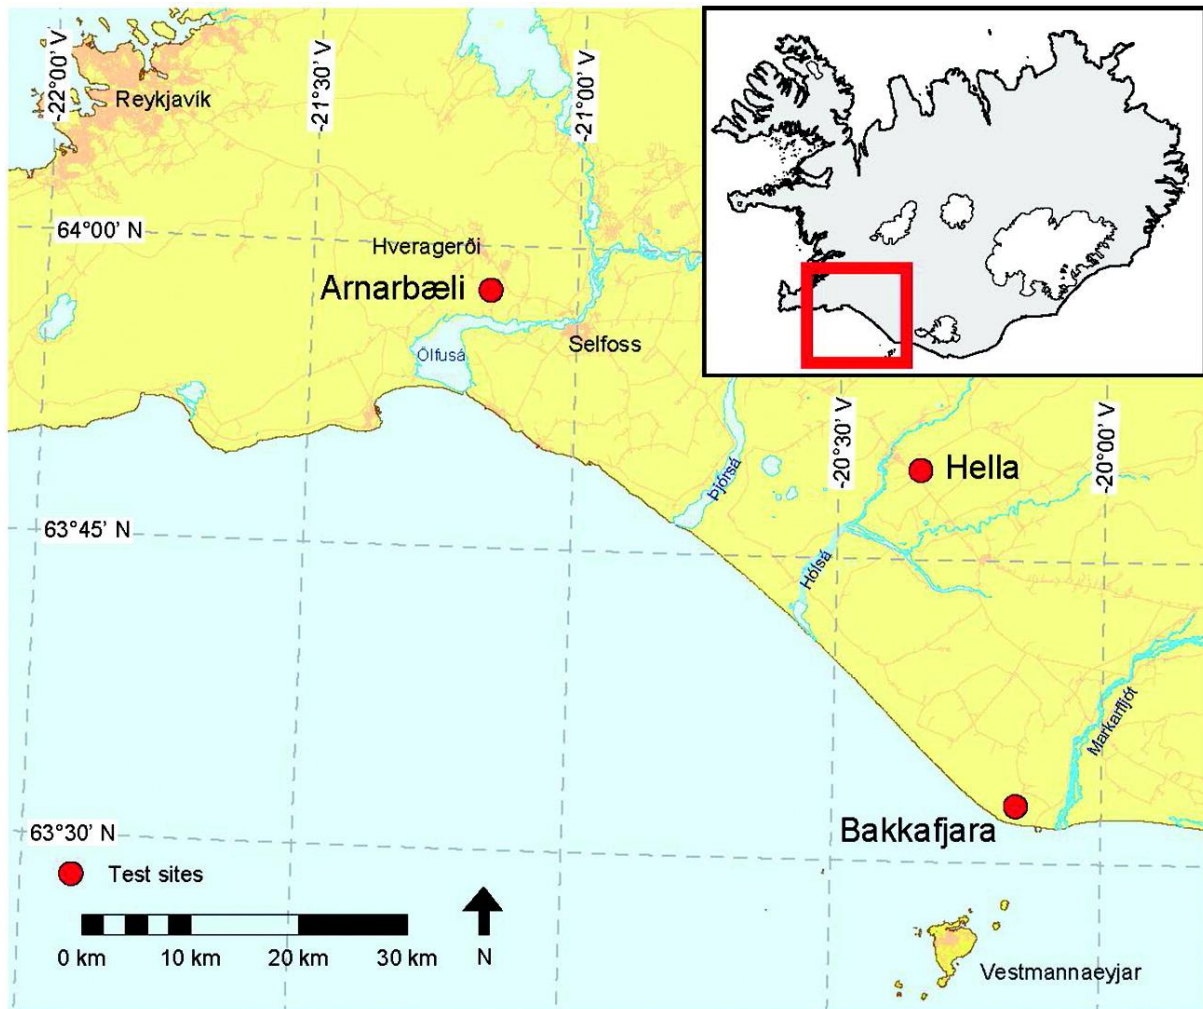 -22°00' V
-21°30' V
-21°00' V
Reykjavík
64°00' N
Hveragerði
Arnarbæli
Selfoss
Ölfusá
-20°30' V
-20°00' V
Hella
Þjórsá
63°45' N
Hólsá
Markarfljót
Bakkafjara
63°30' N
Test sites
0 km 10 km 20 km 30 km
N
Vestmannaeyjar